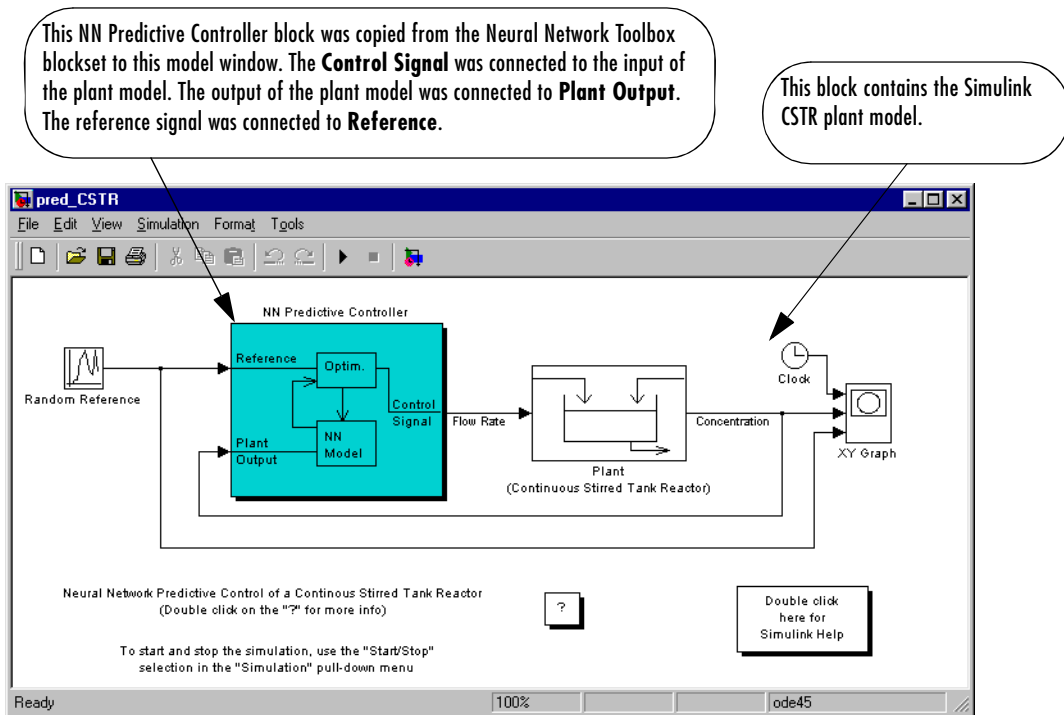 This NN Predictive Controller block was copied from the Neural Network Toolbox
blockset to this model window. The Control Signal was connected to the input of
the plant model. The output of the plant model was connected to Plant Output.
The reference signal was connected to Reference.
This block contains the Simulink
CSTR plant model.
pred_CSTR
File Edit View Simulation Format Tools
NN Predictive Controller
Reference
Optim.
Control
Signal
Plant
Output
NN
Model
Random Reference
Flow Rate
Plant
(Continuous Stirred Tank Reactor)
Concentration
Clock
XY Graph
Neural Network Predictive Control of a Continous Stirred Tank Reactor
(Double click on the "?" for more info)
?
Double click
here for
Simulink Help
To start and stop the simulation, use the "Start/Stop"
selection in the "Simulation" pull-down menu
Ready
100%
ode45